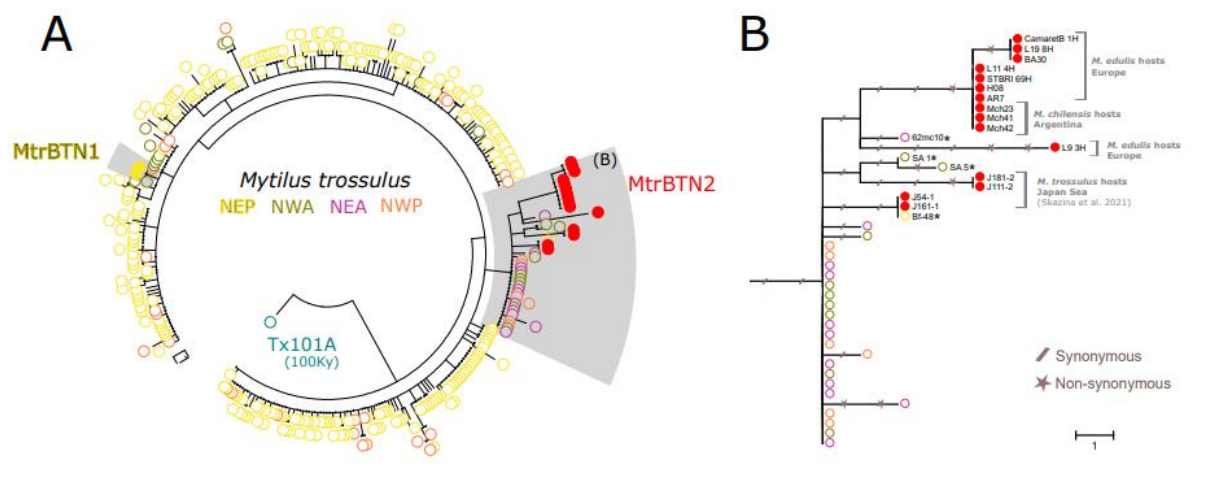 A
MtrBTN1
Mytilus trossulus
NEP NWA NEA NWP
(B)
MtrBTN2
Tx101A
(100Ky)
B
CamaretB 1H
L19 8H
BA30
M. edulis hosts
Europe
L11 4H
STBRI 69H
H08
AR7
Mch23
Mch41
Mch42
M. chilensis hosts
Argentina
62mc10*
L9 3H
M. edulis hosts
Europe
SA 1*
SA 5*
J181-2
J111-2
M. trossulus hosts
Japan Sea
(Skazina et al. 2021)
J54-1
J161-1
Bf-48*
Synonymous
Non-synonymous
1